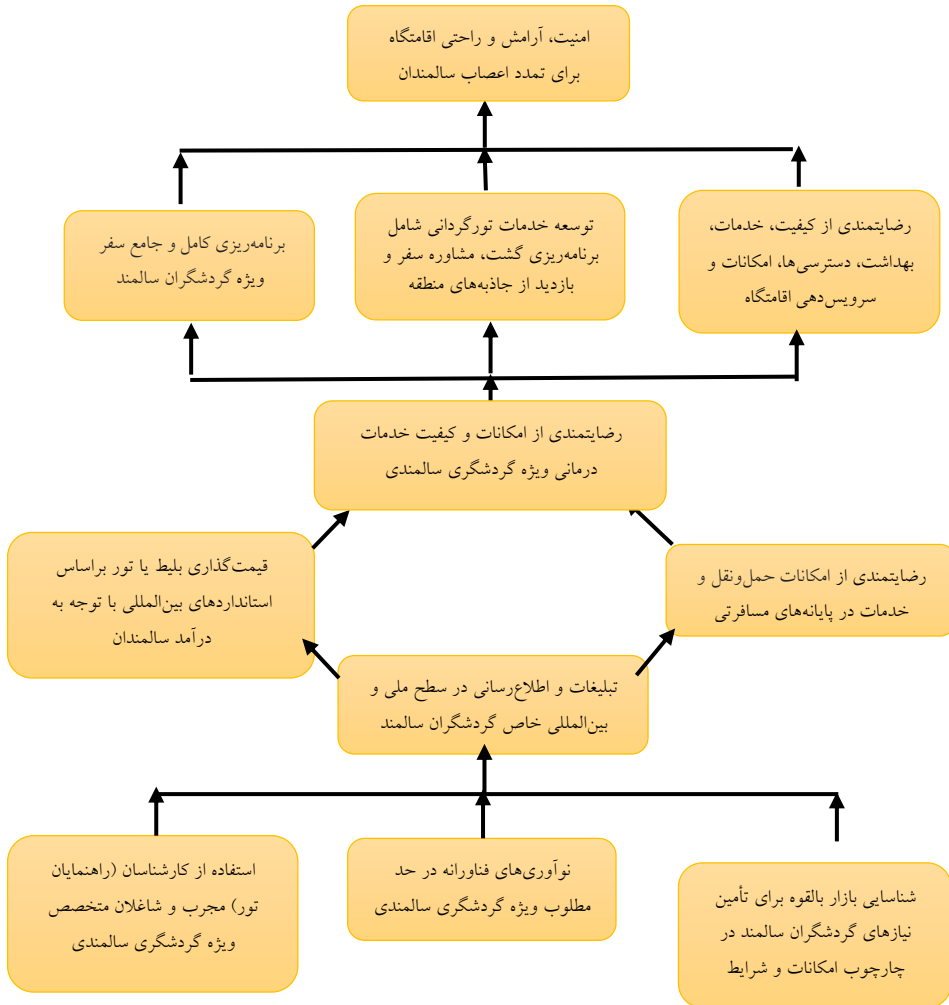 امنیت، آرامش و راحتی اقامتگاه
برای تمدد اعصاب سالمندان
رضایتمندی از کیفیت، خدمات،
بهداشت، دسترسی‌ها، امکانات و
سرویس‌دهی اقامتگاه
توسعه خدمات تورگردانی شامل
برنامه‌ریزی گشت، مشاوره سفر و
بازدید از جاذبه‌های منطقه
برنامه‌ریزی کامل و جامع سفر
ویژه گردشگران سالمند
رضایتمندی از امکانات و کیفیت خدمات
درمانی ویژه گردشگری سالمندی
رضایتمندی از امکانات حمل‌ونقل و
خدمات در پایانه‌های مسافرتی
قیمت‌گذاری بلیط یا تور براساس
استانداردهای بین‌المللی با توجه به
درآمد سالمندان
تبلیغات و اطلاع‌رسانی در سطح ملی و
بین‌المللی خاص گردشگران سالمند
شناسایی بازار بالقوه برای تأمین
نیازهای گردشگران سالمند در
چارچوب امکانات و شرایط
نوآوری‌های فناورانه در حد
مطلوب ویژه گردشگری سالمندی
استفاده از کارشناسان (راهنمایان
تور) مجرب و شاغلان متخصص
ویژه گردشگری سالمندی